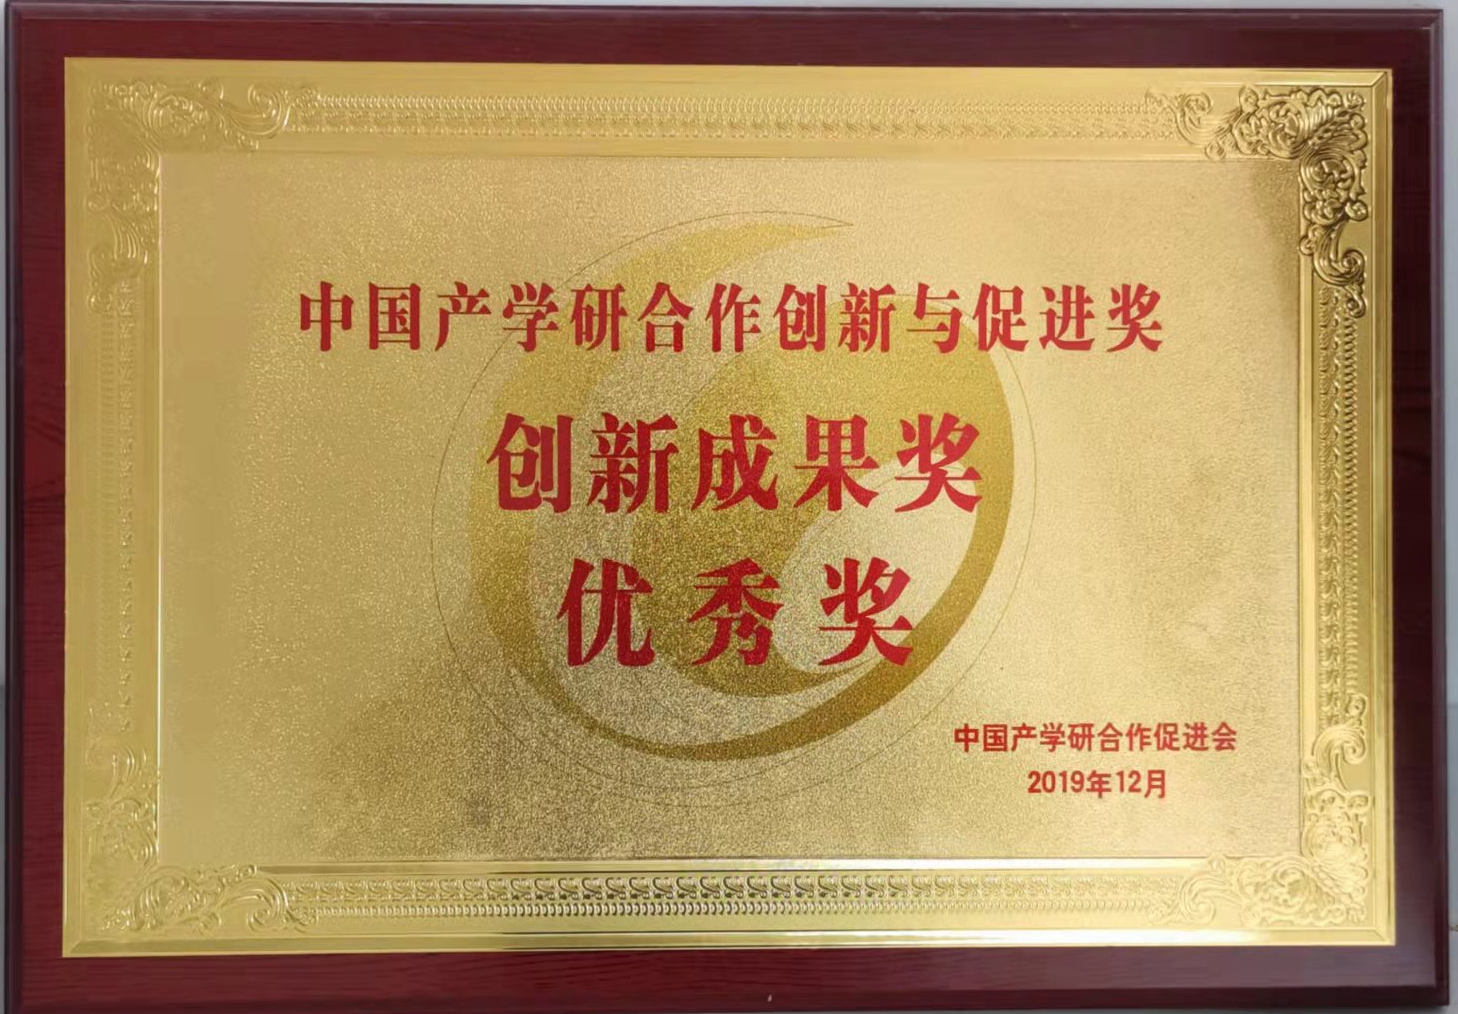 中国产学研合作创新与促进奖
创新成果奖
优秀奖
中国产学研合作促进会
2019年12月